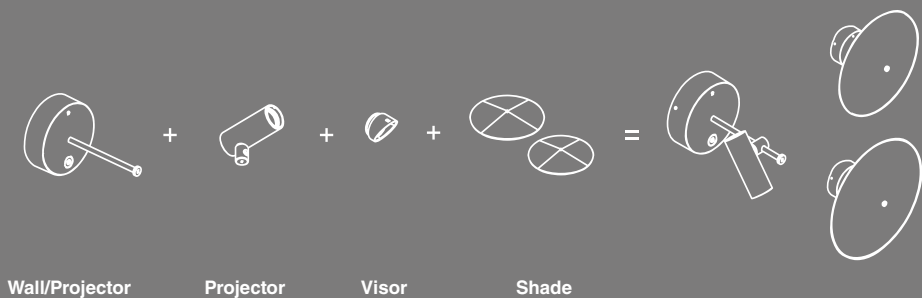 + + + =
Wall/Projector Projector Visor Shade